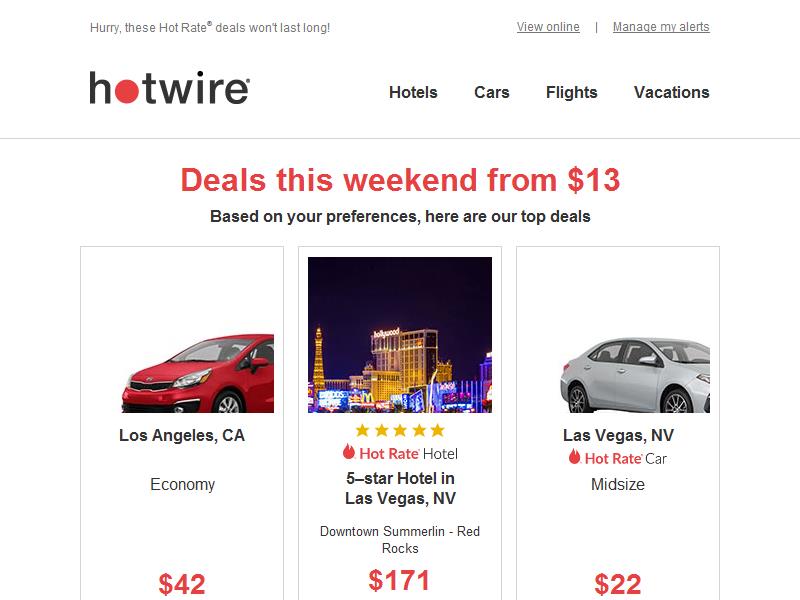 Hurry, these Hot Rate® deals won't last long!
View online | Manage my alerts
hotwire
Hotels Cars Flights Vacations
Deals this weekend from $13
Based on your preferences, here are our top deals
Los Angeles, CA
Economy
$42
hollywood
Hot Rate® Hotel
5–star Hotel in
Las Vegas, NV
Downtown Summerlin - Red
Rocks
$171
Las Vegas, NV
Hot Rate® Car
Midsize
$22